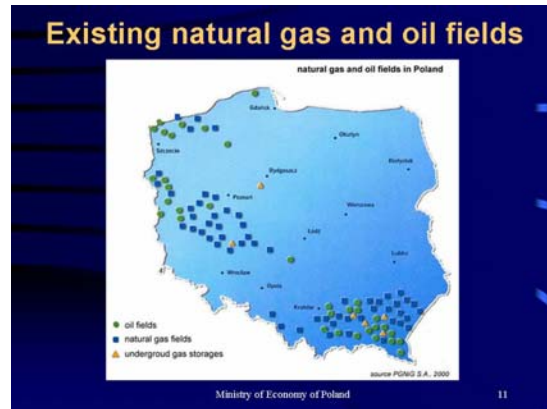 Existing natural gas and oil fields
natural gas and oil fields in Poland
Gdańsk
Olsztyn
Szczecin
Białystok
Bydgoszcz
Poznań
Warszawa
Łódź
Lublin
Wrocław
Opole
Kraków
oil fields
natural gas fields
undergroud gas storages
source PGNiG S.A., 2000
Ministry of Economy of Poland
11